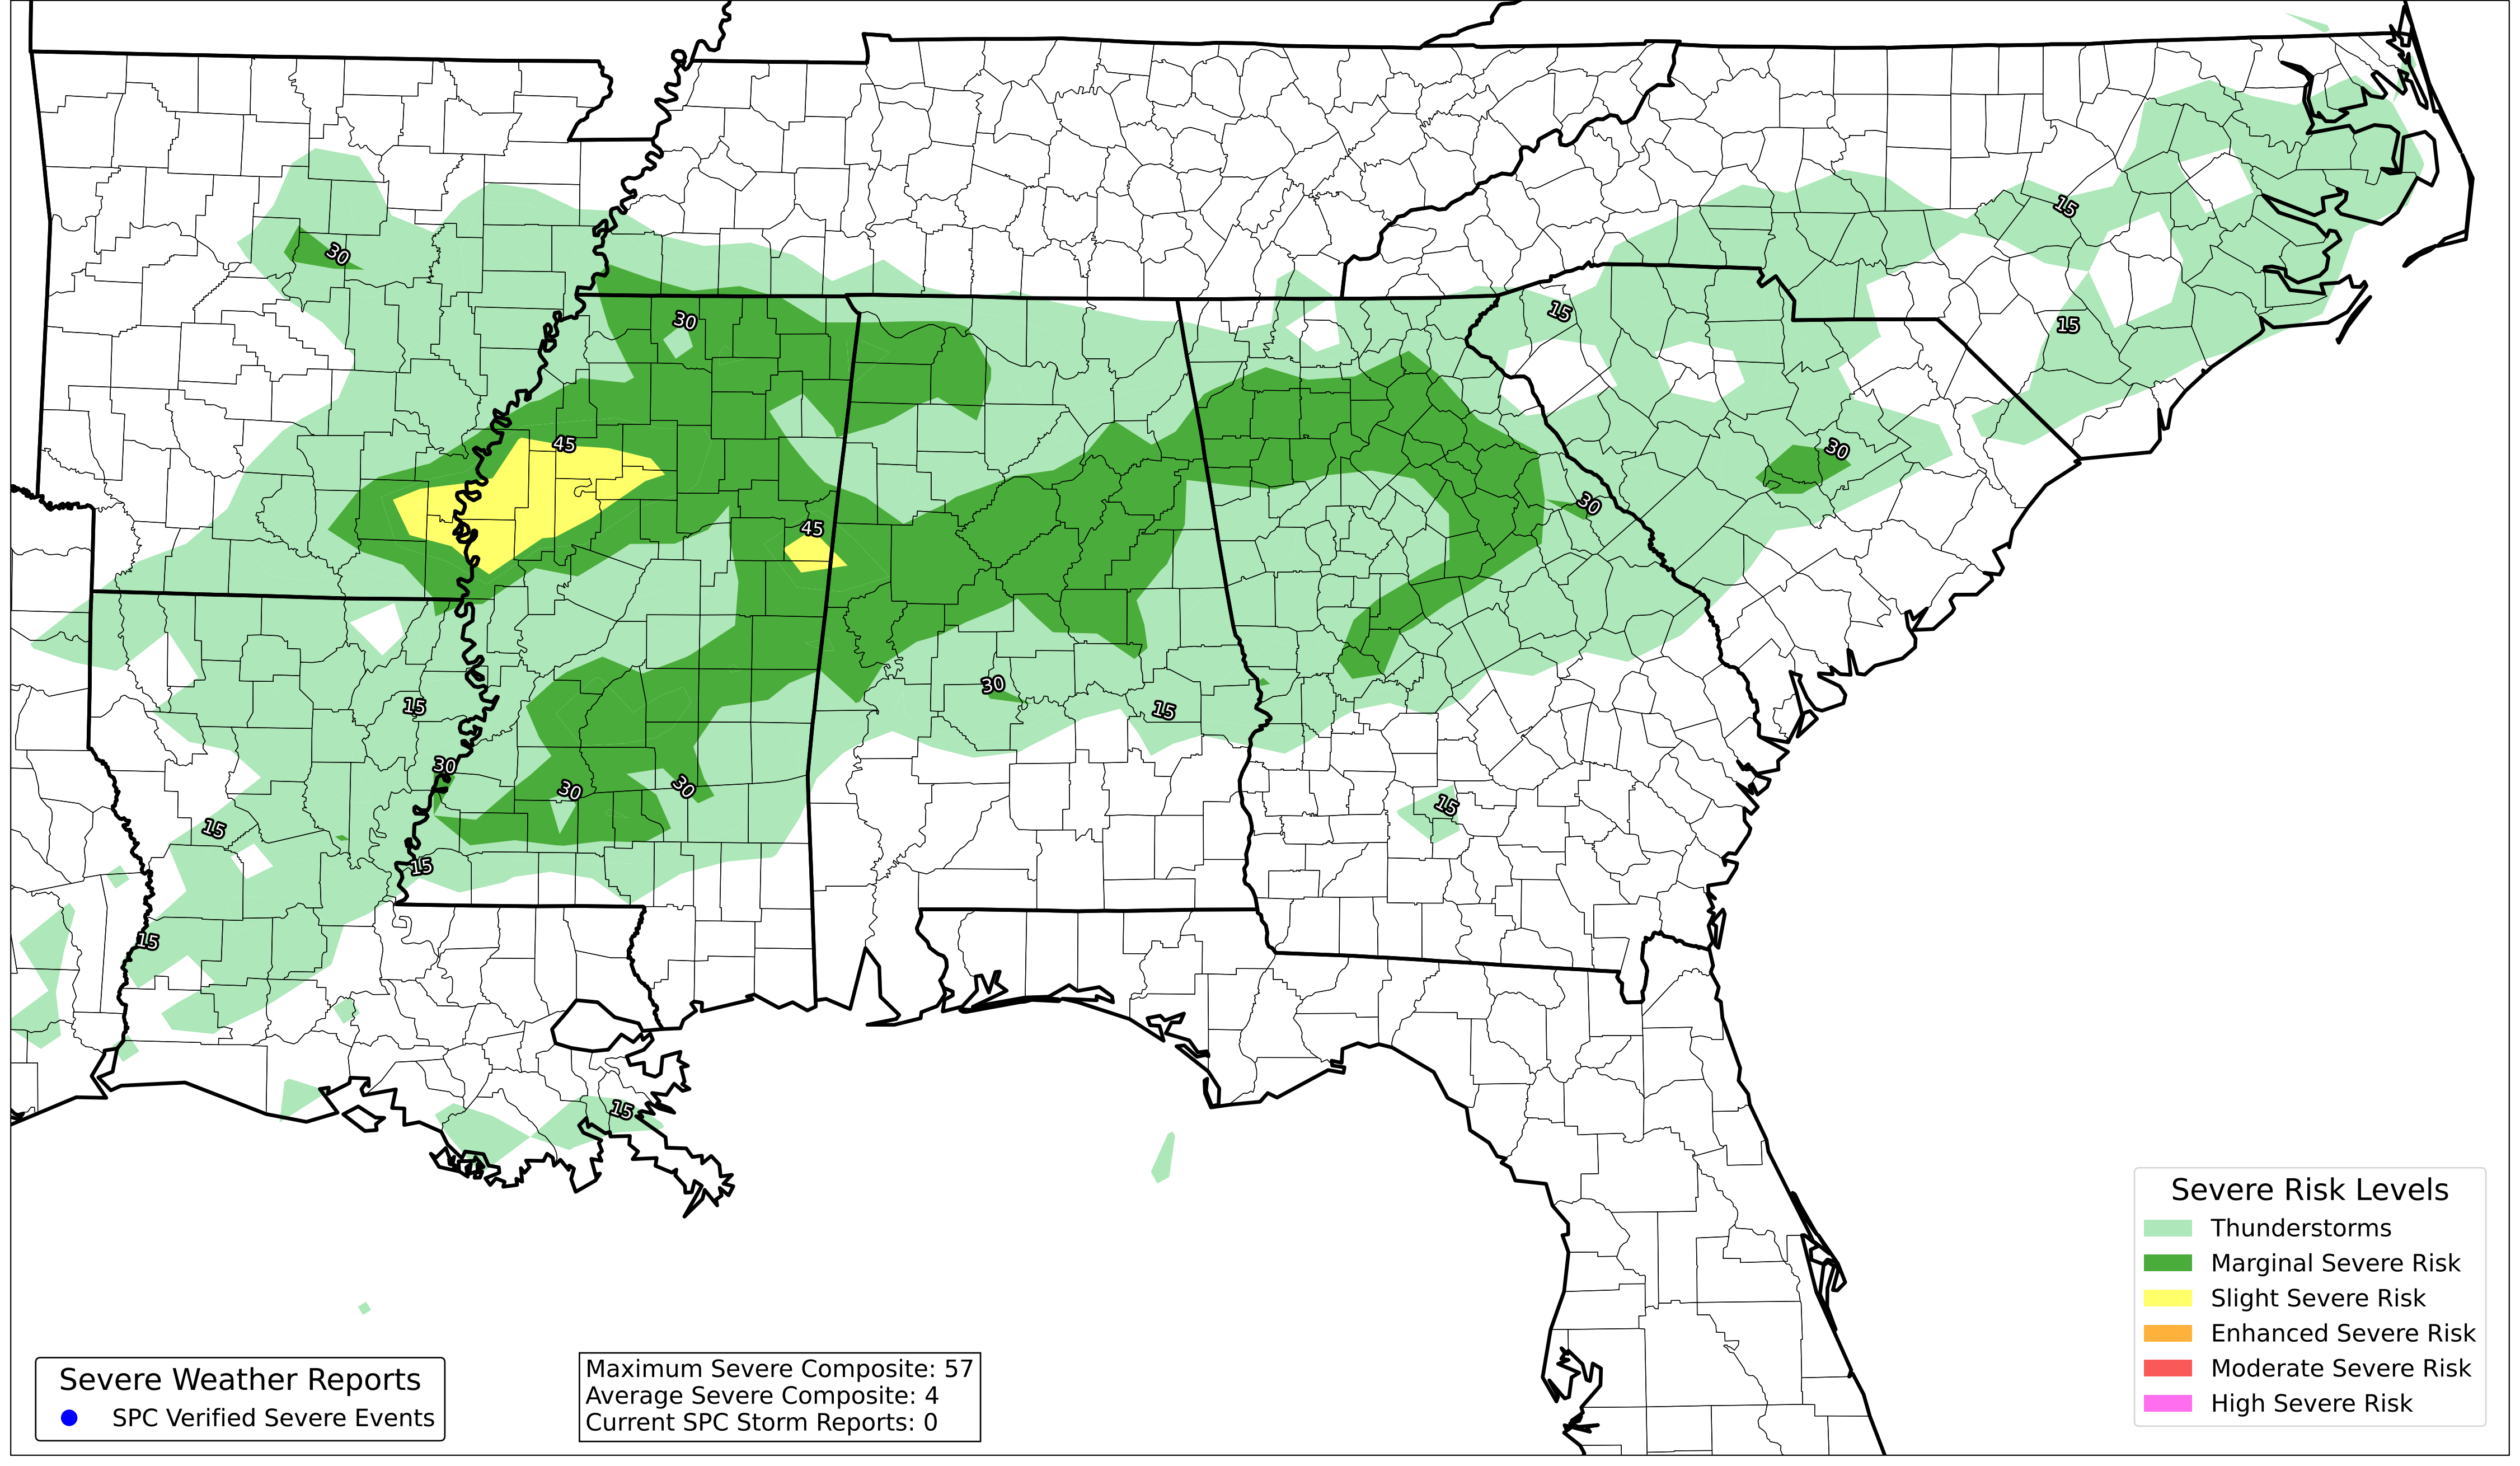 15
30
15
30
15
15
45
30
30
45
30
15
15
30
30
30
15
15
15
15
15
Severe Risk Levels
Thunderstorms
Marginal Severe Risk
Slight Severe Risk
Enhanced Severe Risk
Moderate Severe Risk
High Severe Risk
Severe Weather Reports
SPC Verified Severe Events
Maximum Severe Composite: 57
Average Severe Composite: 4
Current SPC Storm Reports: 0